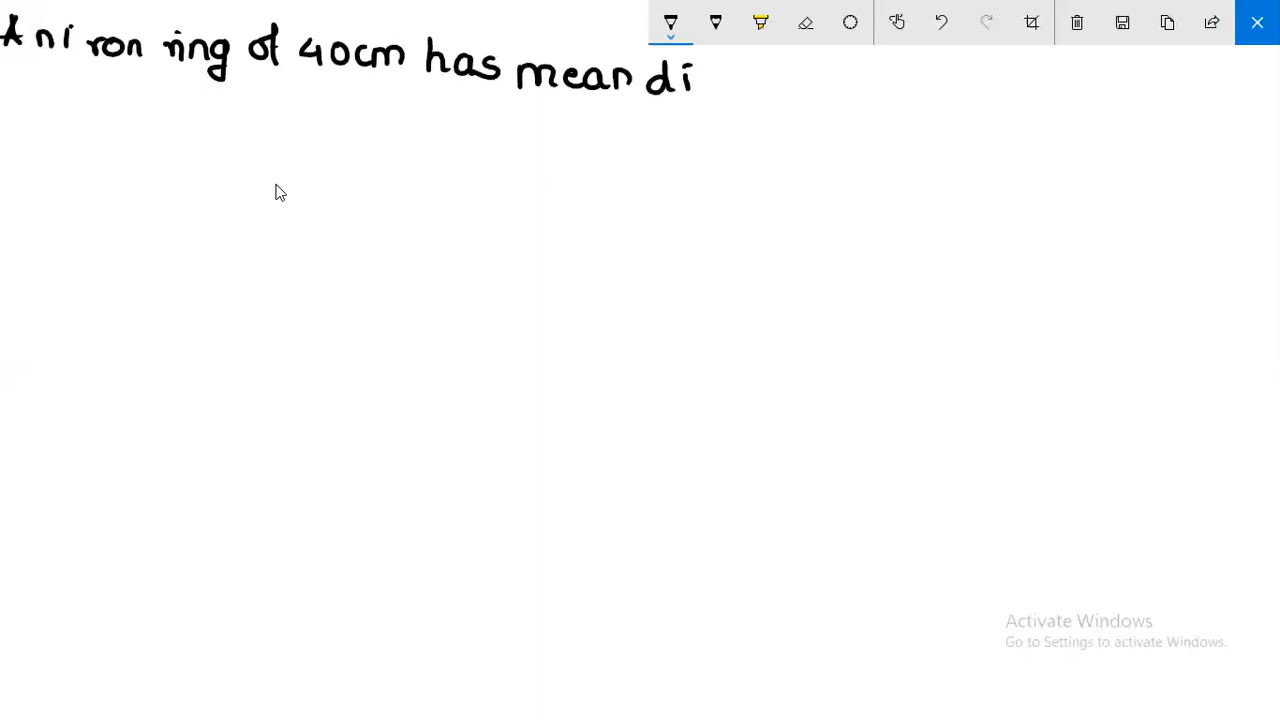 An iron ring of 40cm has mean di
Activate Windows
Go to Settings to activate Windows.